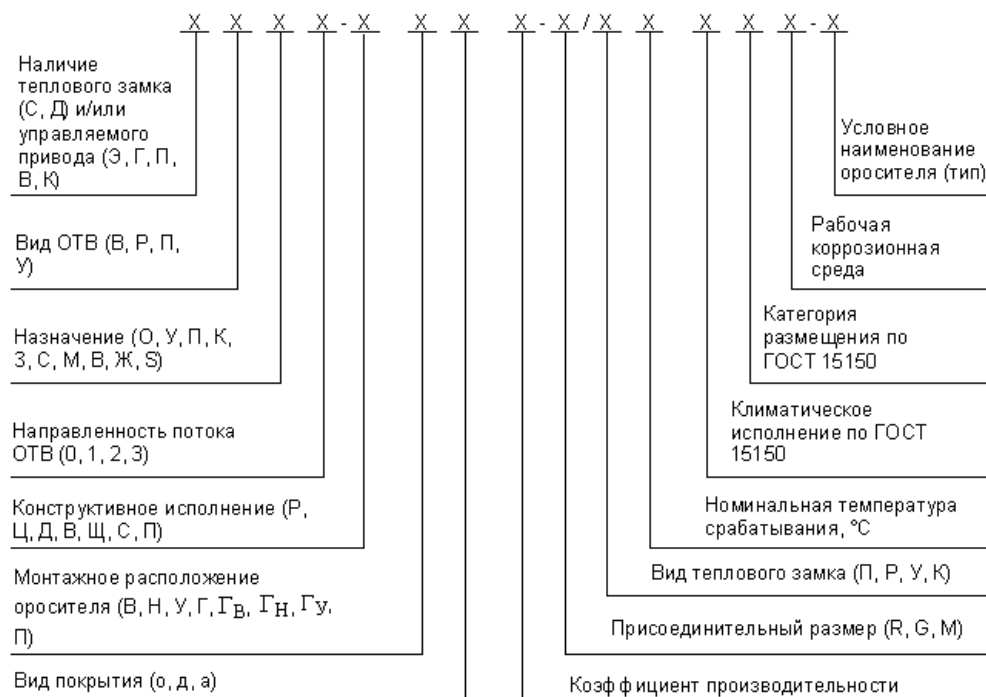 X X X X - X X X X - X / X X X X X - X
Наличие
теплового замка
(С, Д) и/или
управляемого
привода (Э, Г, П,
В, К)
Вид ОТВ (В, Р, П,
У)
Назначение (О, У, П, К,
З, С, М, В, Ж, S)
Направленность потока
ОТВ (0, 1, 2, 3)
Конструктивное исполнение (Р,
Ц, Д, В, Щ, С, П)
Монтажное расположение
оросителя (В, Н, У, Г, ГВ, ГН, ГУ,
П)
Вид покрытия (о, д, а)
Условное
наименование
оросителя (тип)
Рабочая
коррозионная
среда
Категория
размещения по
ГОСТ 15150
Климатическое
исполнение по ГОСТ
15150
Номинальная температура
срабатывания, °С
Вид теплового замка (П, Р, У, К)
Присоединительный размер (R, G, M)
Коэффициент производительности